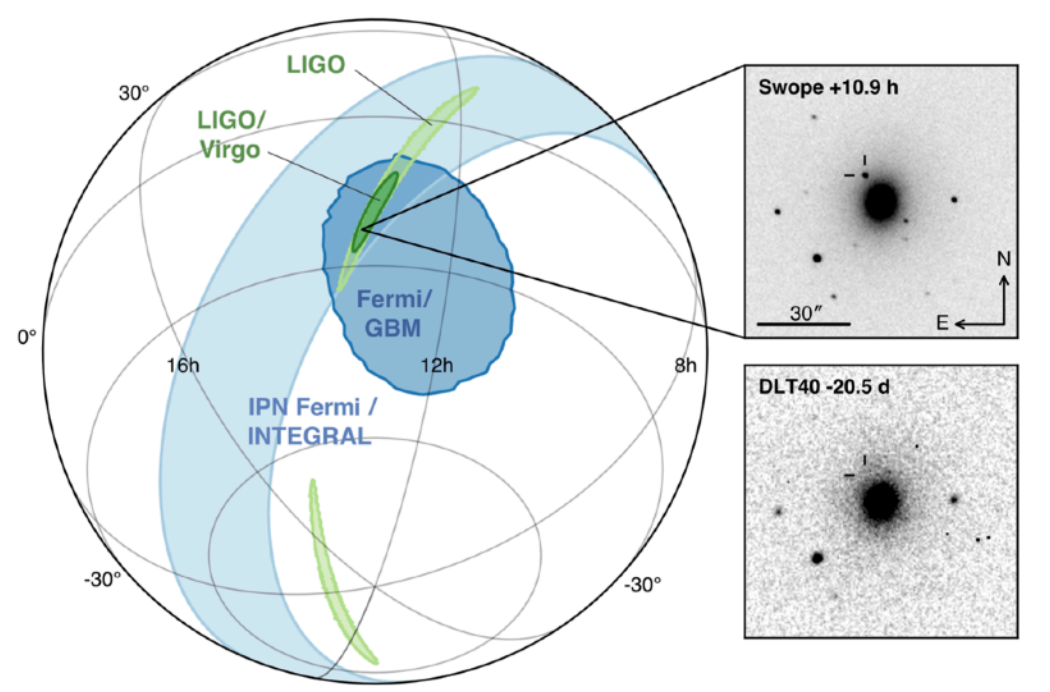 LIGO
30°
LIGO/
Virgo
Fermi/
GBM
0°
16h
12h
8h
IPN Fermi /
INTEGRAL
-30°
-30°
Swope +10.9 h
N
30″
E
DLT40 -20.5 d